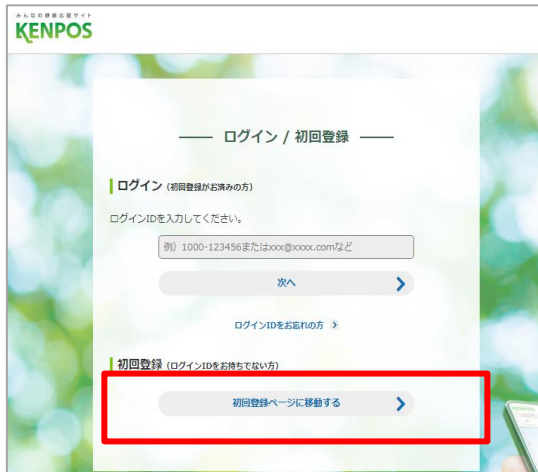 みんなの健康応援サイト
KENPOS
ログイン / 初回登録
ログイン (初回登録がお済みの方)
ログインIDを入力してください。
例）1000-123456またはxxx@xxxx.comなど
次へ
ログインIDをお忘れの方
初回登録 (ログインIDをお持ちでない方)
初回登録ページに移動する